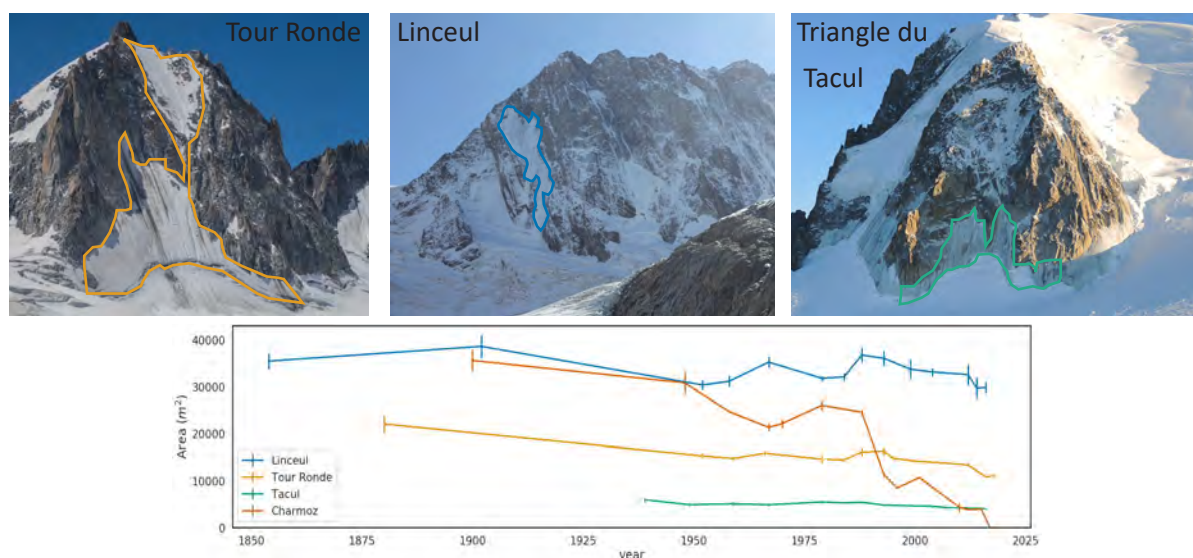 Tour Ronde
Linceul
Triangle du
Tacul
Area (m²)
40000
30000
20000
10000
0
Linceul
Tour Ronde
Tacul
Charmoz
1850
1875
1900
1925
1950
1975
2000
2025
year